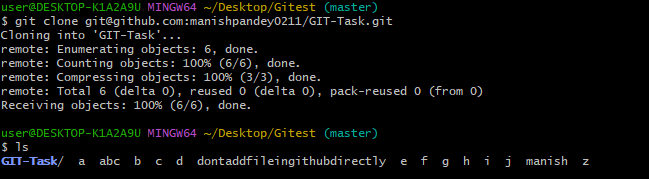 user@DESKTOP-K1A2A9U MINGW64 ~/Desktop/Gitest (master)
$ git clone git@github.com:manishpandey0211/GIT-Task.git
Cloning into 'GIT-Task'...
remote: Enumerating objects: 6, done.
remote: Counting objects: 100% (6/6), done.
remote: Compressing objects: 100% (3/3), done.
remote: Total 6 (delta 0), reused 0 (delta 0), pack-reused 0 (from 0)
Receiving objects: 100% (6/6), done.
user@DESKTOP-K1A2A9U MINGW64 ~/Desktop/Gitest (master)
$ ls
GIT-Task/  a  abc  b  c  d  dontaddfileingithubdirectly  e  f  g  h  i  j  manish  z